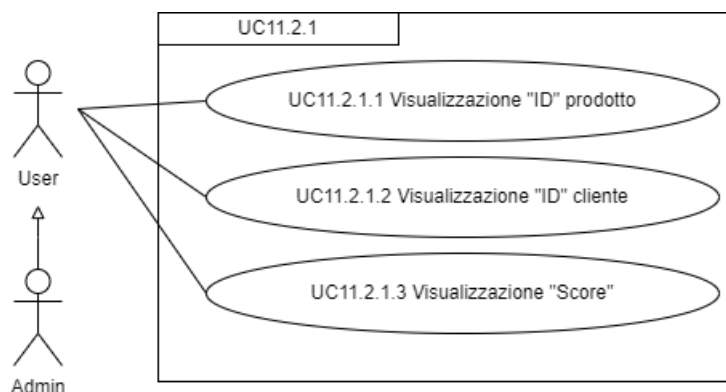 UC11.2.1
UC11.2.1.1 Visualizzazione "ID" prodotto
User
UC11.2.1.2 Visualizzazione "ID" cliente
UC11.2.1.3 Visualizzazione "Score"
Admin